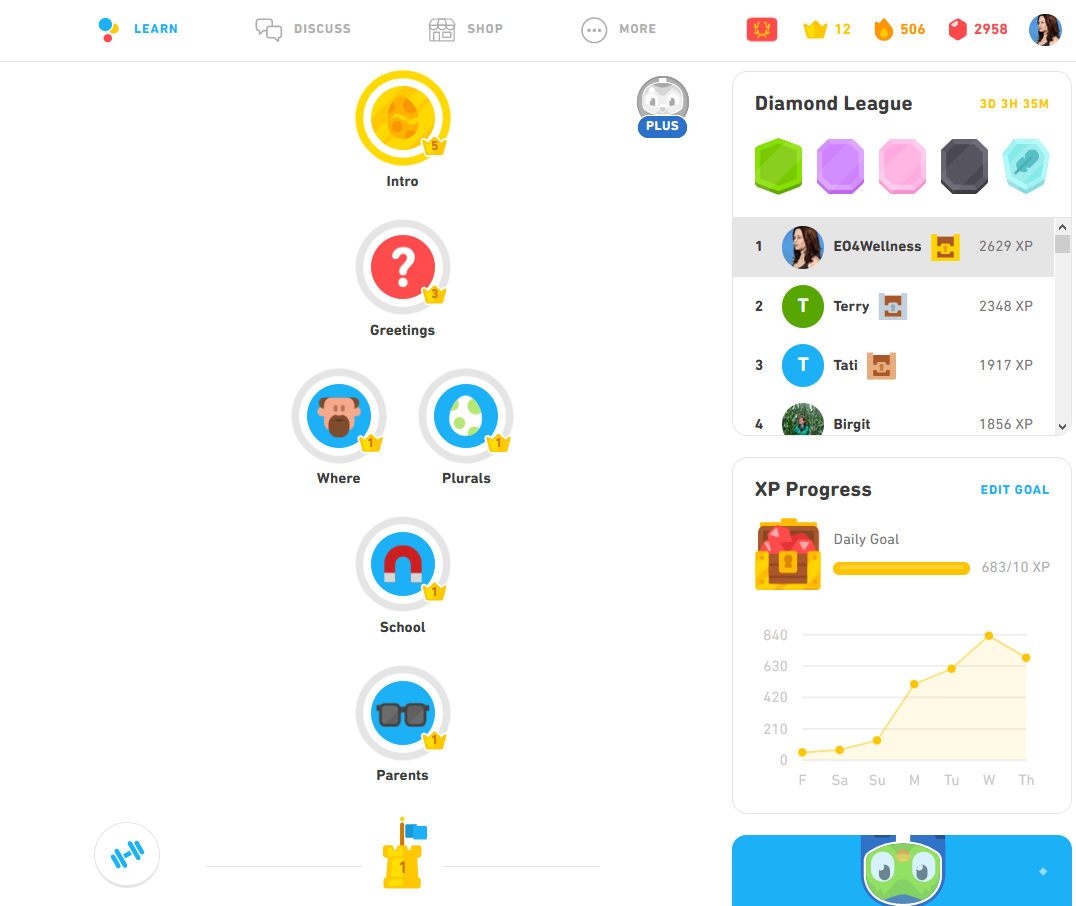 LEARN DISCUSS SHOP MORE 12 506 2958
PLUS
5
Intro
3
Greetings
1 1
Where Plurals
1
School
1
Parents
1
Diamond League 3D 3H 35M
1 EO4Wellness 2629 XP
2 T Terry 2348 XP
3 T Tati 1917 XP
4 Birgit 1856 XP
XP Progress EDIT GOAL
Daily Goal
683/10 XP
840
630
420
210
0
F Sa Su M Tu W Th